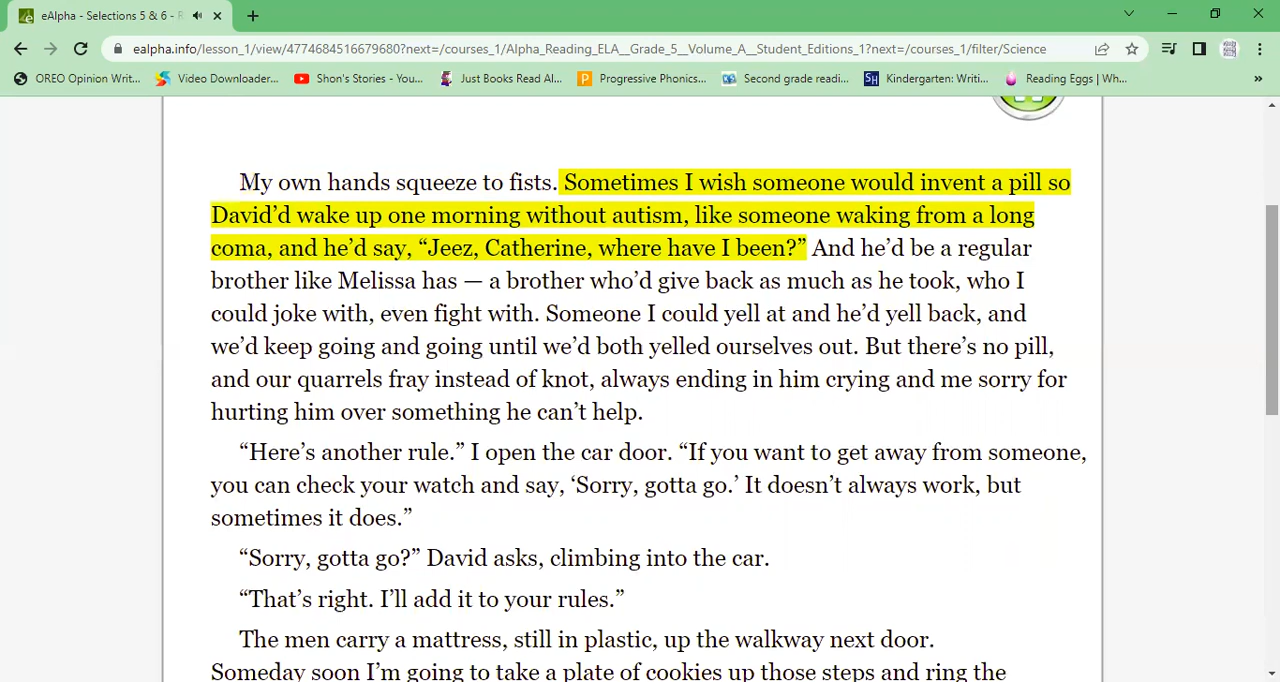 eAlpha - Selections 5 & 6 - R
ealpha.info/lesson_1/view/4774684516679680?next=/courses_1/Alpha_Reading_ELA__Grade_5__Volume_A__Student_Editions_1?next=/courses_1/filter/Science
OREO Opinion Writ... Video Downloader... Shon's Stories - You... Just Books Read Al... P Progressive Phonics... Second grade readi... SH Kindergarten: Writi... Reading Eggs | Wh... »
My own hands squeeze to fists. Sometimes I wish someone would invent a pill so
David’d wake up one morning without autism, like someone waking from a long
coma, and he’d say, “Jeez, Catherine, where have I been?” And he’d be a regular
brother like Melissa has — a brother who’d give back as much as he took, who I
could joke with, even fight with. Someone I could yell at and he’d yell back, and
we’d keep going and going until we’d both yelled ourselves out. But there’s no pill,
and our quarrels fray instead of knot, always ending in him crying and me sorry for
hurting him over something he can’t help.
“Here’s another rule.” I open the car door. “If you want to get away from someone,
you can check your watch and say, ‘Sorry, gotta go.’ It doesn’t always work, but
sometimes it does.”
“Sorry, gotta go?” David asks, climbing into the car.
“That’s right. I’ll add it to your rules.”
The men carry a mattress, still in plastic, up the walkway next door.
Someday soon I’m going to take a plate of cookies up those steps and ring the